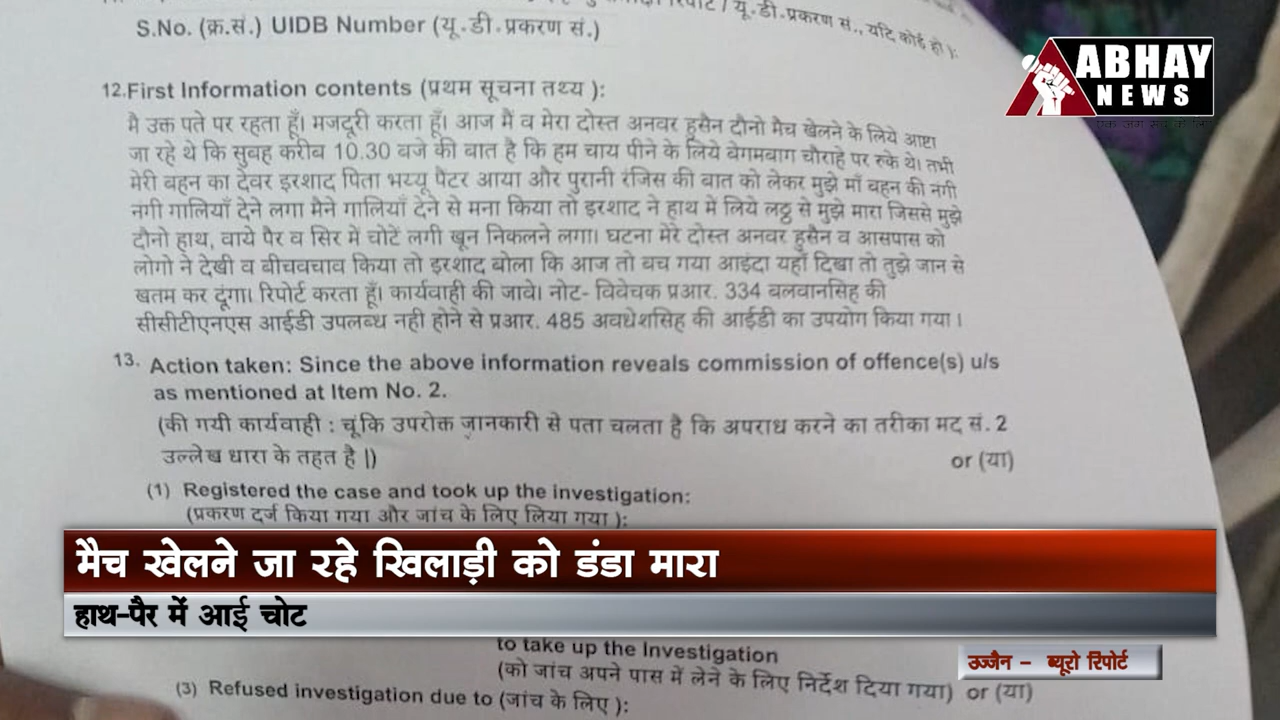 रिपोर्ट / यू.डी.प्रकरण सं., यदि कोई हो ):
S.No. (क्र.सं.) UIDB Number (यू.डी.प्रकरण सं.)
ABHAY
NEWS
12.First Information contents (प्रथम सूचना तथ्य ):
मै उक्त पते पर रहता हूँ। मजदूरी करता हूँ। आज मैं व मेरा दोस्त अनवर हुसैन दौनो मैच खेलने के लिये आष्टा
जा रहे थे कि सुबह करीब 10.30 बजे की बात है कि हम चाय पीने के लिये बेगमबाग चौराहे पर रुके थे। तभी
मेरी बहन का देवर इरशाद पिता भय्यू पैटर आया और पुरानी रंजिस की बात को लेकर मुझे माँ बहन की नंगी
नंगी गालियाँ देने लगा मैने गालियाँ देने से मना किया तो इरशाद ने हाथ में लिये लठ्ठ से मुझे मारा जिससे मुझे
दौनो हाथ, वाये पैर व सिर में चोटें लगी खून निकलने लगा। घटना मेरे दोस्त अनवर हुसैन व आसपास को
लोगो ने देखी व बीचवचाव किया तो इरशाद बोला कि आज तो बच गया आइंदा यहाँ दिखा तो तुझे जान से
खतम कर दूंगा। रिपोर्ट करता हूँ। कार्यवाही की जावे। नोट- विवेचक प्रआर. 334 बलवानसिह की
सीसीटीएनएस आईडी उपलब्ध नही होने से प्रआर. 485 अवधेशसिह की आईडी का उपयोग किया गया ।
13. Action taken: Since the above information reveals commission of offence(s) u/s
as mentioned at Item No. 2.
(की गयी कार्यवाही : चूंकि उपरोक्त जानकारी से पता चलता है कि अपराध करने का तरीका मद सं. 2
उल्लेख धारा के तहत है |) or (या)
(1) Registered the case and took up the investigation:
(प्रकरण दर्ज किया गया और जांच के लिए लिया गया ):
मैच खेलने जा रहे खिलाड़ी को डंडा मारा
हाथ-पैर में आई चोट
to take up the Investigation
उज्जैन - ब्यूरो रिपोर्ट
(को जांच अपने पास में लेने के लिए निर्देश दिया गया) or (या)
(3) Refused investigation due to (जांच के लिए ):